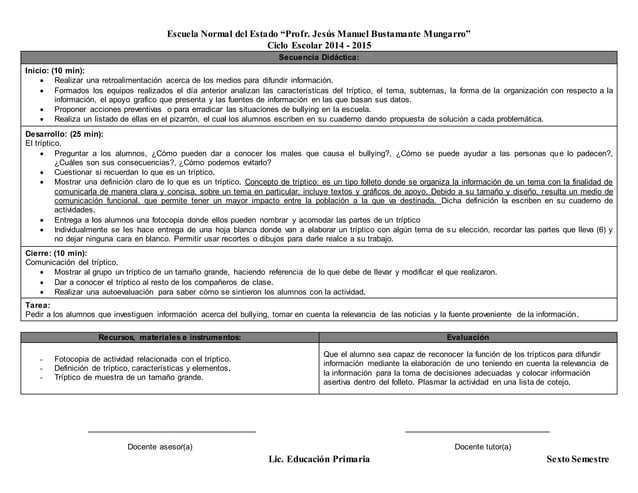 Escuela Normal del Estado “Profr. Jesús Manuel Bustamante Mungarro”
Ciclo Escolar 2014 - 2015
Secuencia Didáctica:
Inicio: (10 min):
• Realizar una retroalimentación acerca de los medios para difundir información.
• Formados los equipos realizados el día anterior analizan las características del tríptico, el tema, subtemas, la forma de la organización con respecto a la
información, el apoyo grafico que presenta y las fuentes de información en las que basan sus datos.
• Proponer acciones preventivas o para erradicar las situaciones de bullying en la escuela.
• Realiza un listado de ellas en el pizarrón, el cual los alumnos escriben en su cuaderno dando propuesta de solución a cada problemática.
Desarrollo: (25 min):
El tríptico.
• Preguntar a los alumnos, ¿Cómo pueden dar a conocer los males que causa el bullying?, ¿Cómo se puede ayudar a las personas que lo padecen?,
¿Cuáles son sus consecuencias?, ¿Cómo podemos evitarlo?
• Cuestionar si recuerdan lo que es un tríptico.
• Mostrar una definición claro de lo que es un tríptico. Concepto de tríptico: es un tipo folleto donde se organiza la información de un tema con la finalidad de
comunicarla de manera clara y concisa, sobre un tema en particular, incluye textos y gráficos de apoyo. Debido a su tamaño y diseño, resulta un medio de
comunicación funcional, que permite tener un mayor impacto entre la población a la que va destinada. Dicha definición la escriben en su cuaderno de
actividades.
• Entrega a los alumnos una fotocopia donde ellos pueden nombrar y acomodar las partes de un tríptico
• Individualmente se les hace entrega de una hoja blanca donde van a elaborar un tríptico con algún tema de su elección, recordar las partes que lleva (6) y
no dejar ninguna cara en blanco. Permitir usar recortes o dibujos para darle realce a su trabajo.
Cierre: (10 min):
Comunicación del tríptico.
• Mostrar al grupo un tríptico de un tamaño grande, haciendo referencia de lo que debe de llevar y modificar el que realizaron.
• Dar a conocer el tríptico al resto de los compañeros de clase.
• Realizar una autoevaluación para saber cómo se sintieron los alumnos con la actividad.
Tarea:
Pedir a los alumnos que investiguen información acerca del bullying, tomar en cuenta la relevancia de las noticias y la fuente proveniente de la información.
Recursos, materiales e instrumentos:
- Fotocopia de actividad relacionada con el tríptico.
- Definición de tríptico, características y elementos.
- Tríptico de muestra de un tamaño grande.
Evaluación
Que el alumno sea capaz de reconocer la función de los trípticos para difundir
información mediante la elaboración de uno teniendo en cuenta la relevancia de
la información para la toma de decisiones adecuadas y colocar información
asertiva dentro del folleto. Plasmar la actividad en una lista de cotejo.
Docente asesor(a)
Docente tutor(a)
Lic. Educación Primaria
Sexto Semestre